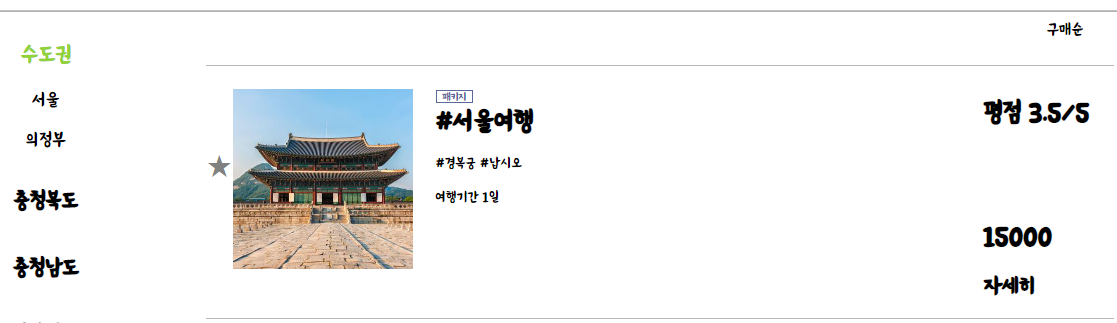 구매순
수도권
서울
의정부
충청북도
충청남도
패키지
#서울여행
#경복궁 #납시오
여행기간 1일
평점 3.5/5
15000
자세히